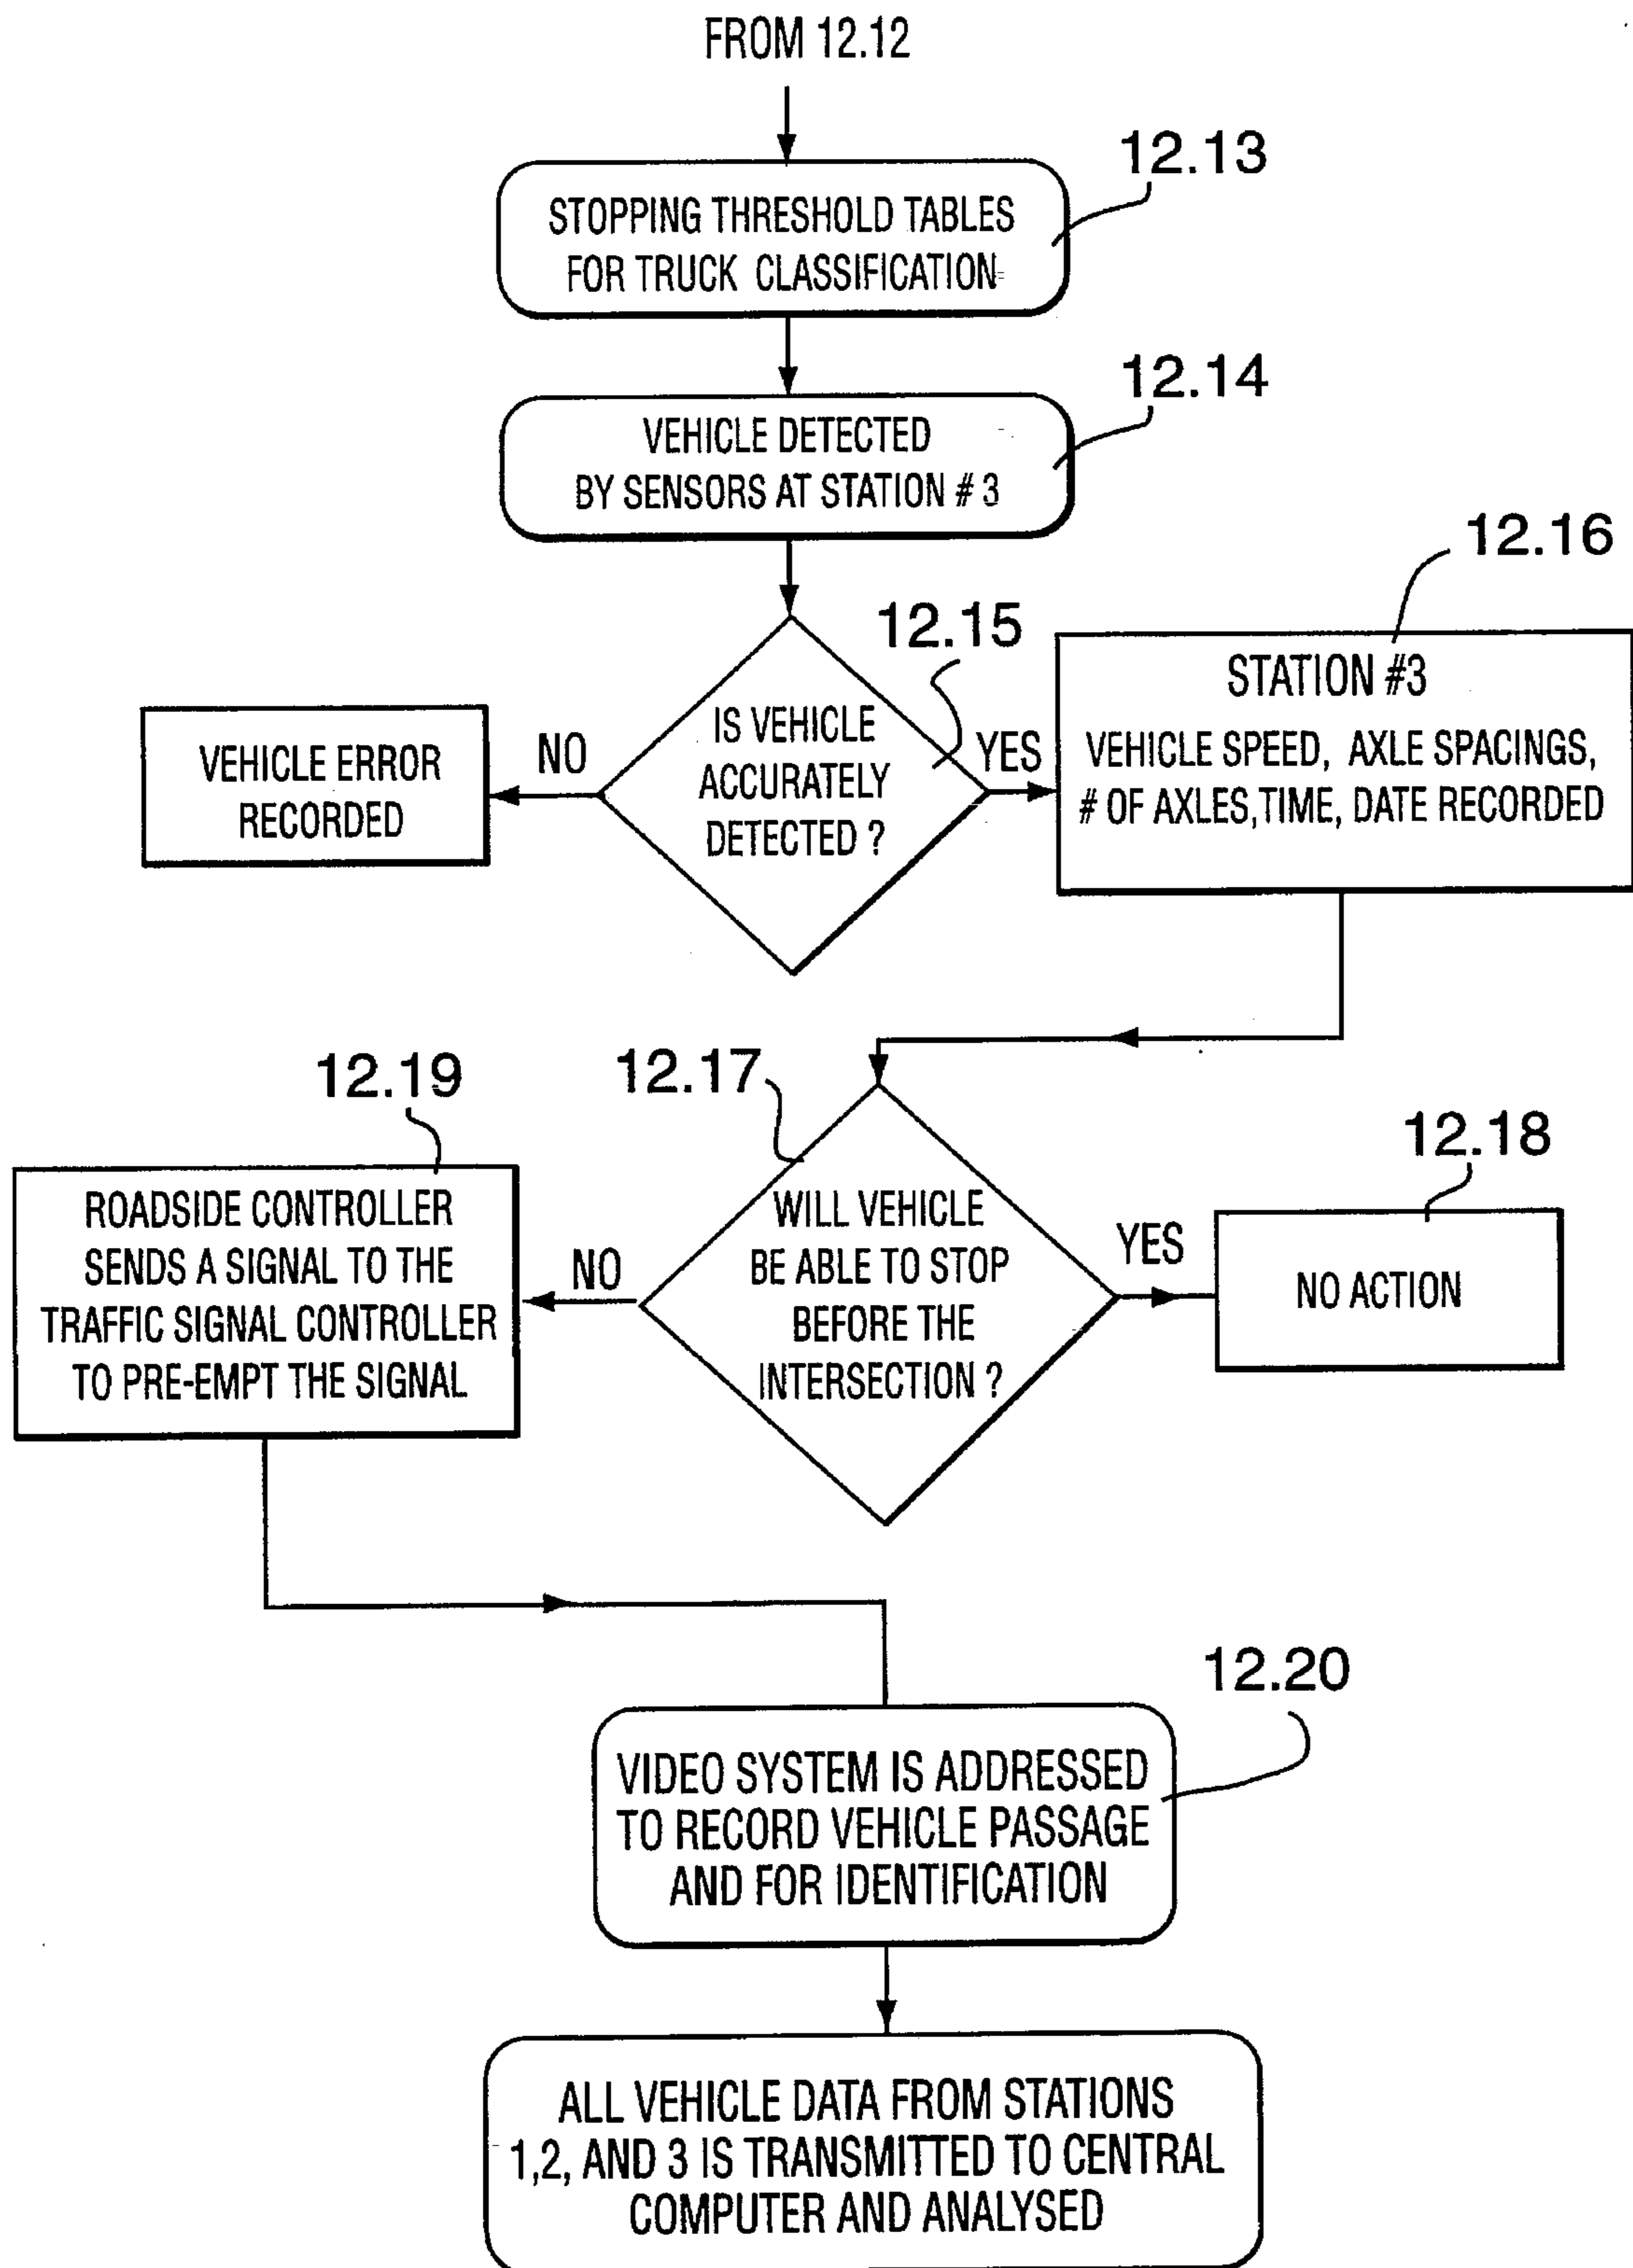 FROM 12.12
12.13
STOPPING THRESHOLD TABLES
FOR TRUCK CLASSIFICATION
12.14
VEHICLE DETECTED
BY SENSORS AT STATION # 3
12.15
IS VEHICLE
ACCURATELY
DETECTED ?
NO
VEHICLE ERROR
RECORDED
YES
12.16
STATION #3
VEHICLE SPEED, AXLE SPACINGS,
# OF AXLES,TIME, DATE RECORDED
12.17
WILL VEHICLE
BE ABLE TO STOP
BEFORE THE
INTERSECTION ?
YES
12.18
NO ACTION
NO
12.19
ROADSIDE CONTROLLER
SENDS A SIGNAL TO THE
TRAFFIC SIGNAL CONTROLLER
TO PRE-EMPT THE SIGNAL
12.20
VIDEO SYSTEM IS ADDRESSED
TO RECORD VEHICLE PASSAGE
AND FOR IDENTIFICATION
ALL VEHICLE DATA FROM STATIONS
1,2, AND 3 IS TRANSMITTED TO CENTRAL
COMPUTER AND ANALYSED